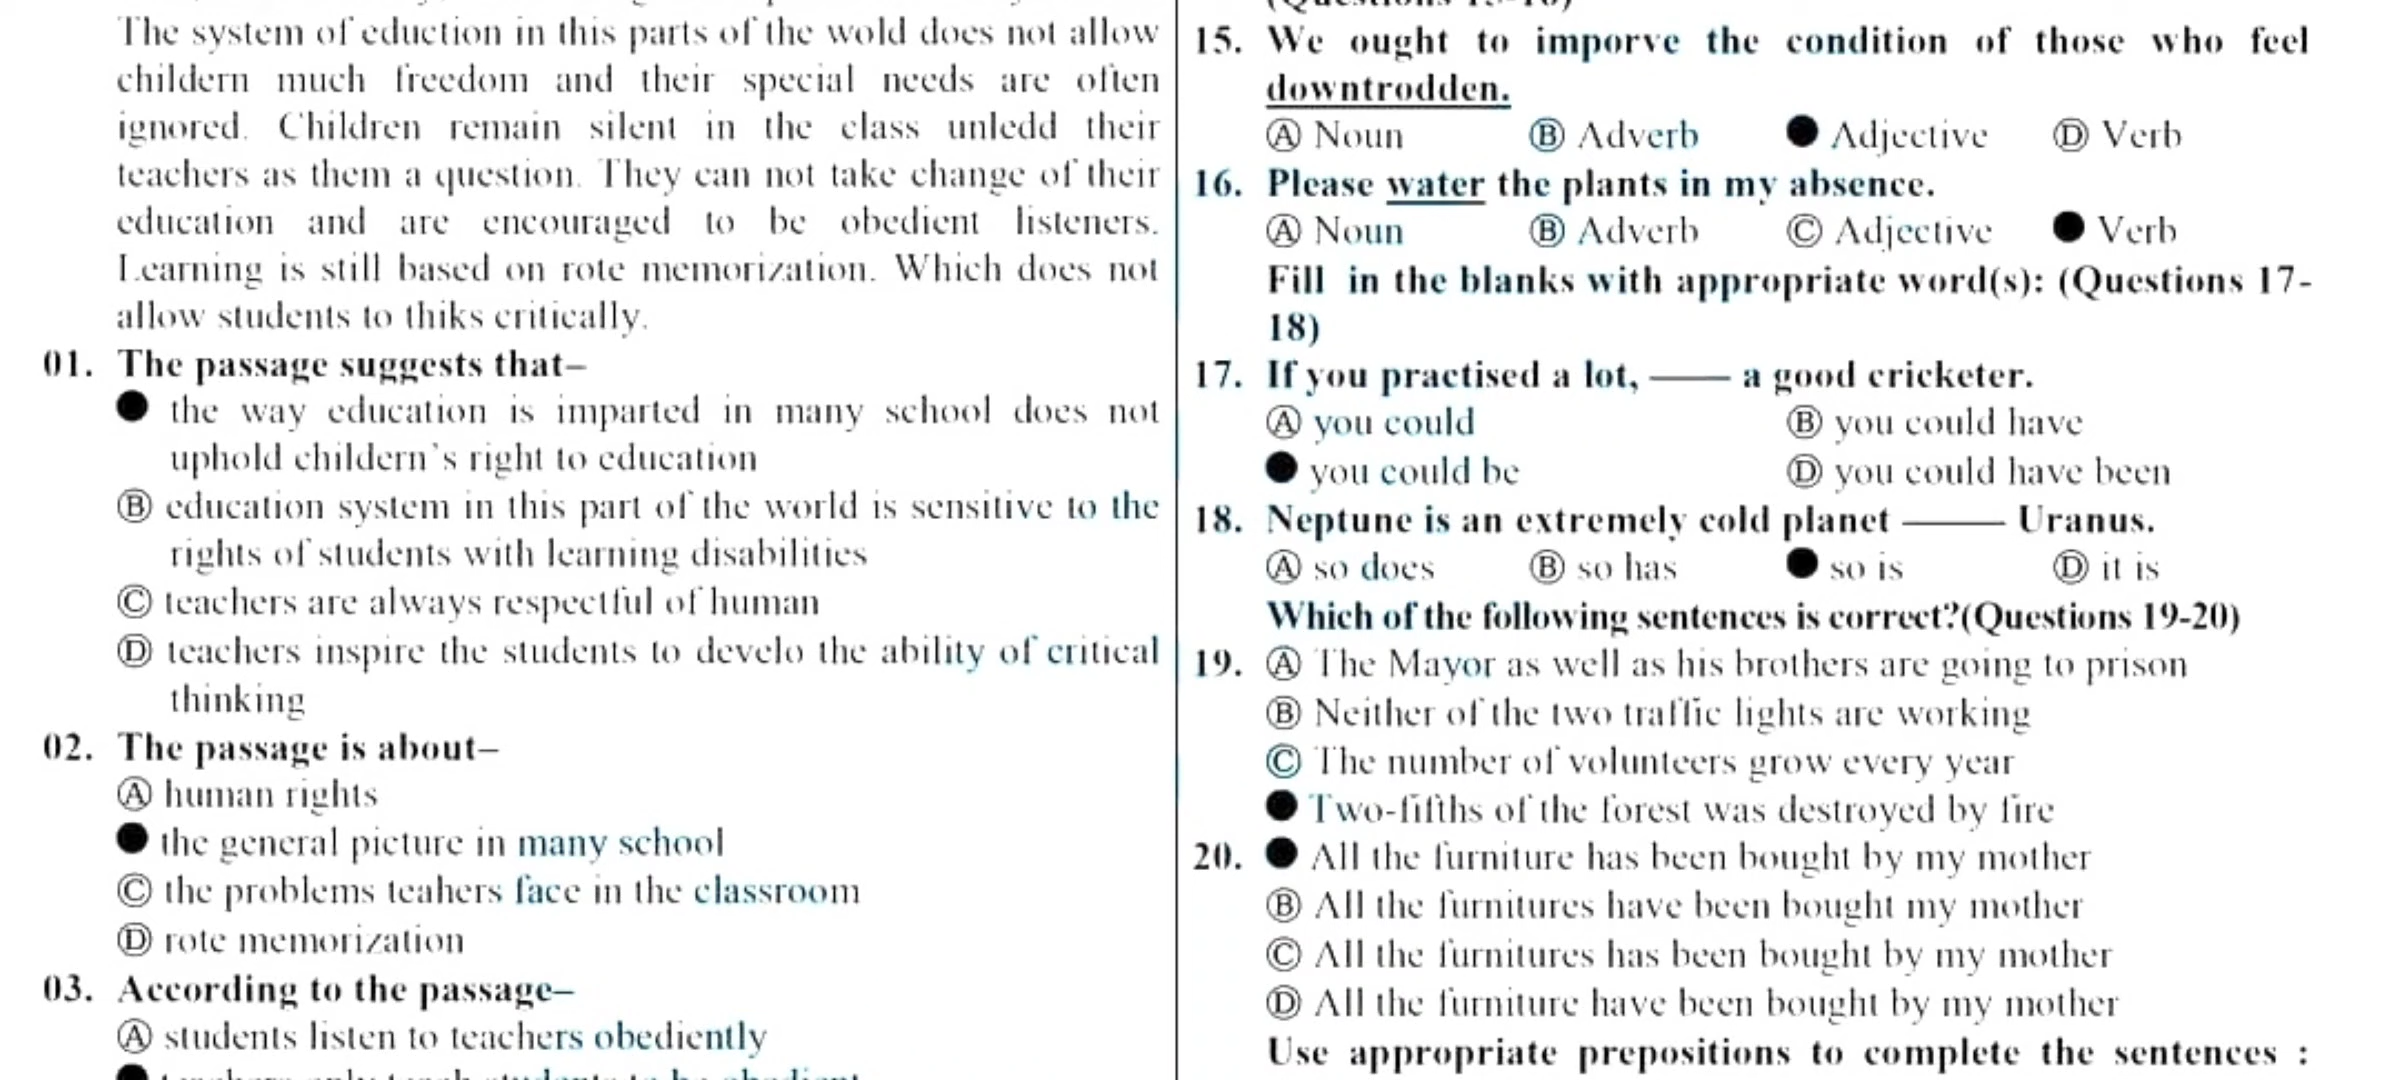 The system of eduction in this parts of the wold does not allow
childern much freedom and their special needs are often
ignored. Children remain silent in the class unledd their
teachers as them a question. They can not take change of their
education and are encouraged to be obedient listeners.
Learning is still based on rote memorization. Which does not
allow students to thiks critically.
01. The passage suggests that–
● the way education is imparted in many school does not
uphold childern's right to education
Ⓑ education system in this part of the world is sensitive to the
rights of students with learning disabilities
Ⓒ teachers are always respectful of human
Ⓓ teachers inspire the students to develo the ability of critical
thinking
02. The passage is about–
Ⓐ human rights
● the general picture in many school
Ⓒ the problems teahers face in the classroom
Ⓓ rote memorization
03. According to the passage–
Ⓐ students listen to teachers obediently
● teachers only teach students to be obedient
15. We ought to imporve the condition of those who feel
downtrodden.
Ⓐ Noun Ⓑ Adverb ● Adjective Ⓓ Verb
16. Please water the plants in my absence.
Ⓐ Noun Ⓑ Adverb Ⓒ Adjective ● Verb
Fill in the blanks with appropriate word(s): (Questions 17-
18)
17. If you practised a lot, —— a good cricketer.
Ⓐ you could Ⓑ you could have
● you could be Ⓓ you could have been
18. Neptune is an extremely cold planet —— Uranus.
Ⓐ so does Ⓑ so has ● so is Ⓓ it is
Which of the following sentences is correct?(Questions 19-20)
19. Ⓐ The Mayor as well as his brothers are going to prison
Ⓑ Neither of the two traffic lights are working
Ⓒ The number of volunteers grow every year
● Two-fifths of the forest was destroyed by fire
20. ● All the furniture has been bought by my mother
Ⓑ All the furnitures have been bought my mother
Ⓒ All the furnitures has been bought by my mother
Ⓓ All the furniture have been bought by my mother
Use appropriate prepositions to complete the sentences :